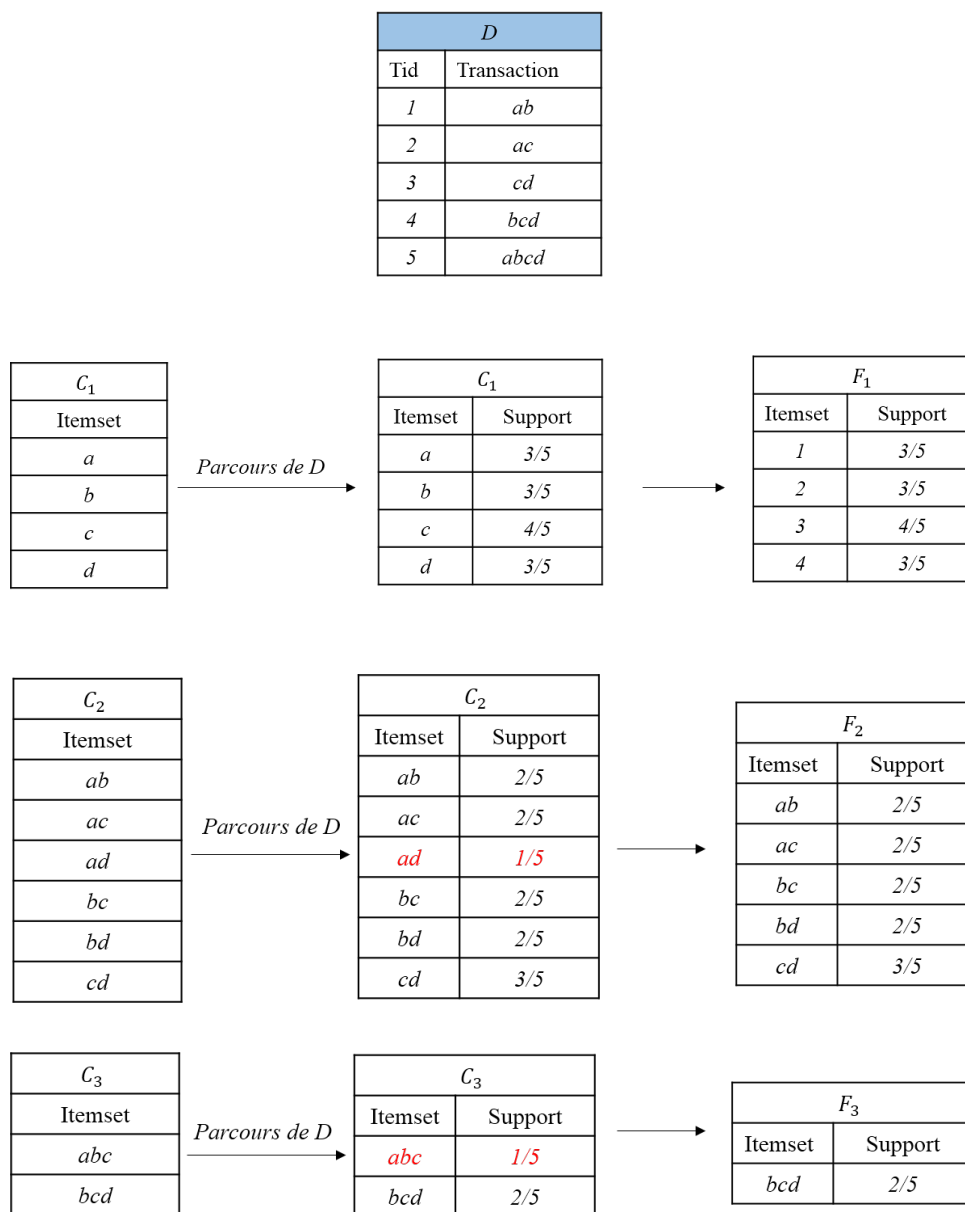 D
Tid Transaction
1 ab
2 ac
3 cd
4 bcd
5 abcd
C₁
Itemset
a
b
c
d
Parcours de D
C₁
Itemset Support
a 3/5
b 3/5
c 4/5
d 3/5
F₁
Itemset Support
1 3/5
2 3/5
3 4/5
4 3/5
C₂
Itemset
ab
ac
ad
bc
bd
cd
Parcours de D
C₂
Itemset Support
ab 2/5
ac 2/5
ad 1/5
bc 2/5
bd 2/5
cd 3/5
F₂
Itemset Support
ab 2/5
ac 2/5
bc 2/5
bd 2/5
cd 3/5
C₃
Itemset
abc
bcd
Parcours de D
C₃
Itemset Support
abc 1/5
bcd 2/5
F₃
Itemset Support
bcd 2/5